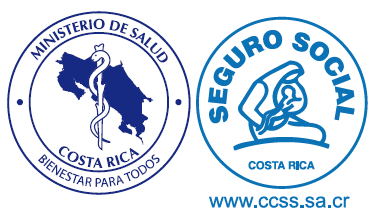 MINISTERIO DE SALUD
COSTA RICA
BIENESTAR PARA TODOS
SEGURO SOCIAL
COSTA RICA
www.ccss.sa.cr